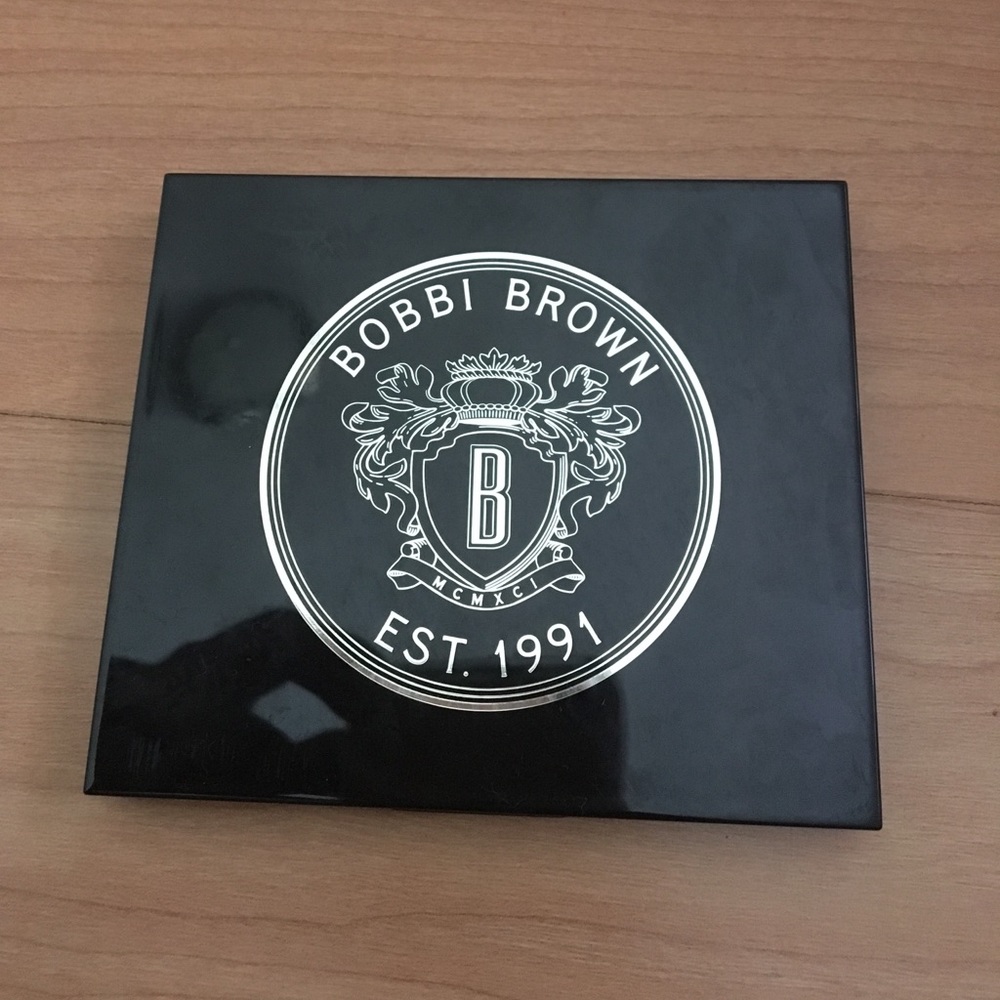 BOBBI BROWN
B
MCMXCI
EST. 1991